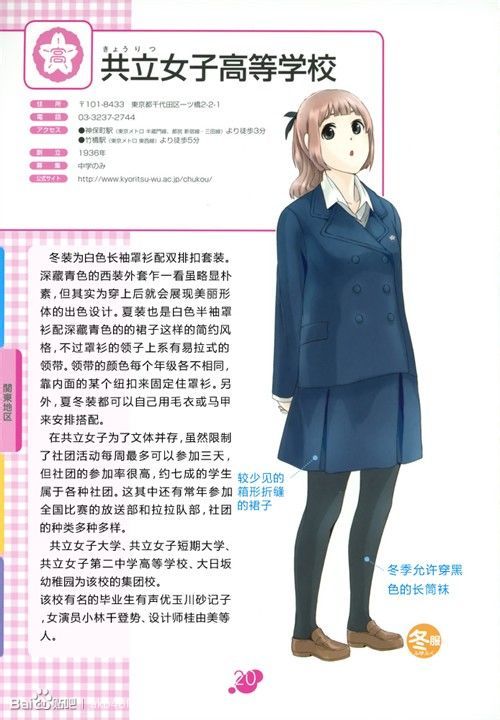 高
きょうりつ
共立女子高等学校
住所 〒101-8433 東京都千代田区一ツ橋2-2-1
電話 03-3237-2744
アクセス ●神保町駅（東京メトロ 半蔵門線、都営 新宿線・三田線）より徒歩3分
●竹橋駅（東京メトロ 東西線）より徒歩5分
創立 1936年
募集 中学のみ
公式サイト http://www.kyoritsu-wu.ac.jp/chukou/
冬装为白色长袖罩衫配双排扣套装。
深藏青色的西装外套乍一看虽略显朴
素，但其实为穿上后就会展现美丽形
体的出色设计。夏装也是白色半袖罩
衫配深藏青色的的裙子这样的简约风
格，不过罩衫的领子上系有易拉式的
领带。领带的颜色每个年级各不相同，
靠内面的某个纽扣来固定住罩衫。另
外，夏冬装都可以自己用毛衣或马甲
来安排搭配。
在共立女子为了文体并存，虽然限制
了社团活动每周最多可以参加三天，
但社团的参加率很高，约七成的学生
属于各种社团。这其中还有常年参加
全国比赛的放送部和拉拉队部，社团
的种类多种多样。
共立女子大学、共立女子短期大学、
共立女子第二中学高等学校、大日坂
幼稚园为该校的集团校。
该校有名的毕业生有声优玉川砂记子
，女演员小林千登势、设计师桂由美等
人。
関東地区
较少见的
箱形折缝
的裙子
冬季允许穿黑
色的长筒袜
冬服
20
Bai 贴吧